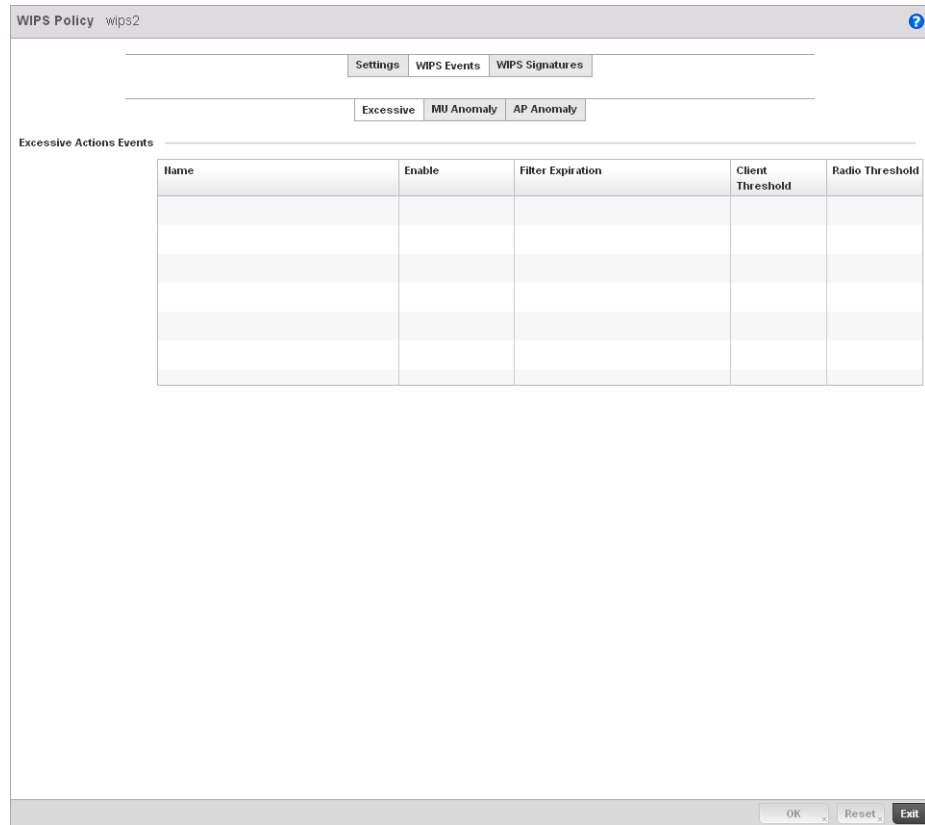 WIPS Policy wips2
Settings WIPS Events WIPS Signatures
Excessive MU Anomaly AP Anomaly
Excessive Actions Events
Name Enable Filter Expiration Client Threshold Radio Threshold
OK Reset Exit